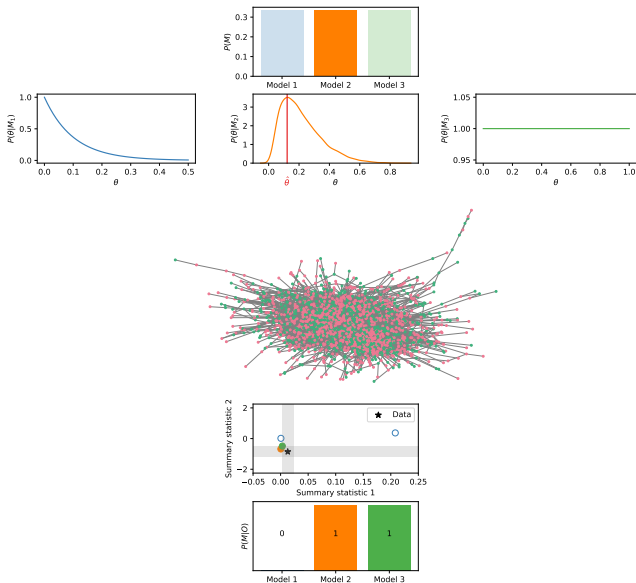 0.3
0.2
0.1
0.0
P(M)
Model 1 Model 2 Model 3
1.0
0.5
0.0
P(θ|M₁)
0.0 0.1 0.2 0.3 0.4 0.5
θ
3
2
1
0
P(θ|M₂)
0.0 0.2 0.4 0.6 0.8
θ̂ θ
1.05
1.00
0.95
P(θ|M₃)
0.0 0.2 0.4 0.6 0.8 1.0
θ
2
0
−2
Summary statistic 2
Data
−0.05 0.00 0.05 0.10 0.15 0.20 0.25
Summary statistic 1
P(M|O)
0 1 1
Model 1 Model 2 Model 3